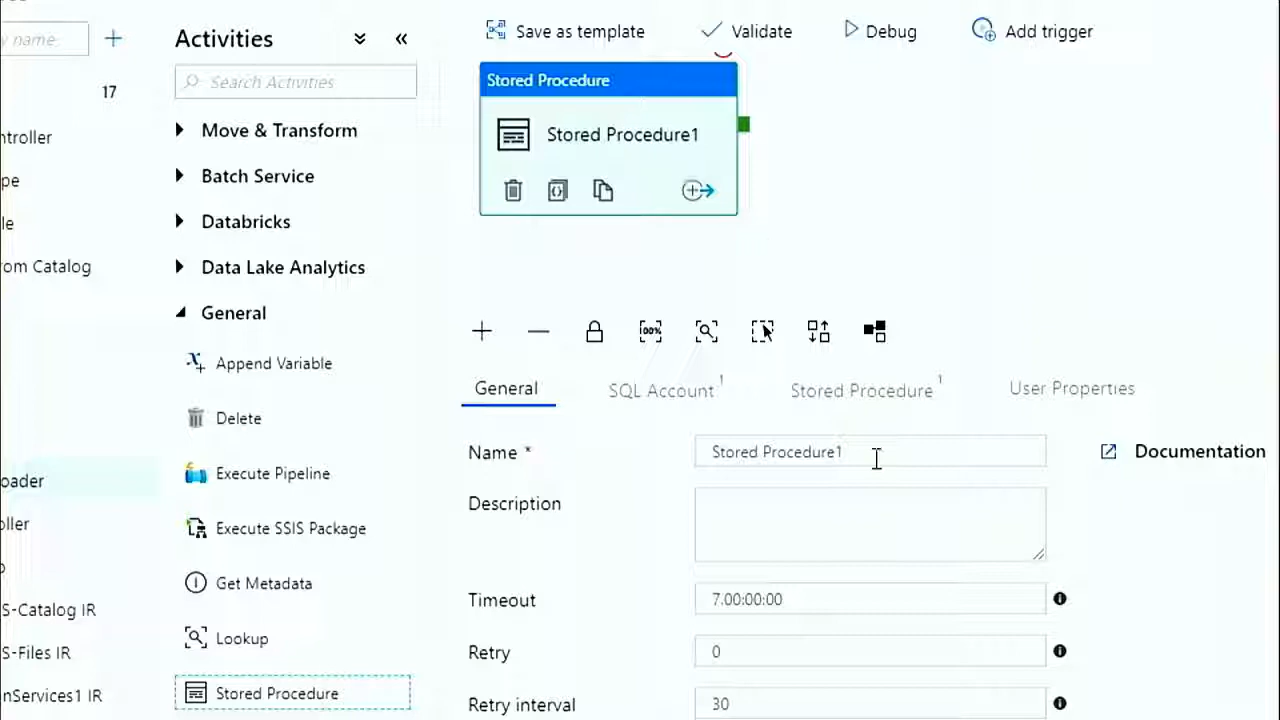 y name
17
ntroller
pe
le
rom Catalog
oader
oller
S-Catalog IR
S-Files IR
nServices1 IR
Activities
Search Activities
Move & Transform
Batch Service
Databricks
Data Lake Analytics
General
Append Variable
Delete
Execute Pipeline
Execute SSIS Package
Get Metadata
Lookup
Stored Procedure
Save as template
Validate
Debug
Add trigger
Stored Procedure
Stored Procedure1
100%
General
SQL Account 1
Stored Procedure 1
User Properties
Name * Stored Procedure1
Documentation
Description
Timeout 7.00:00:00
Retry 0
Retry interval 30